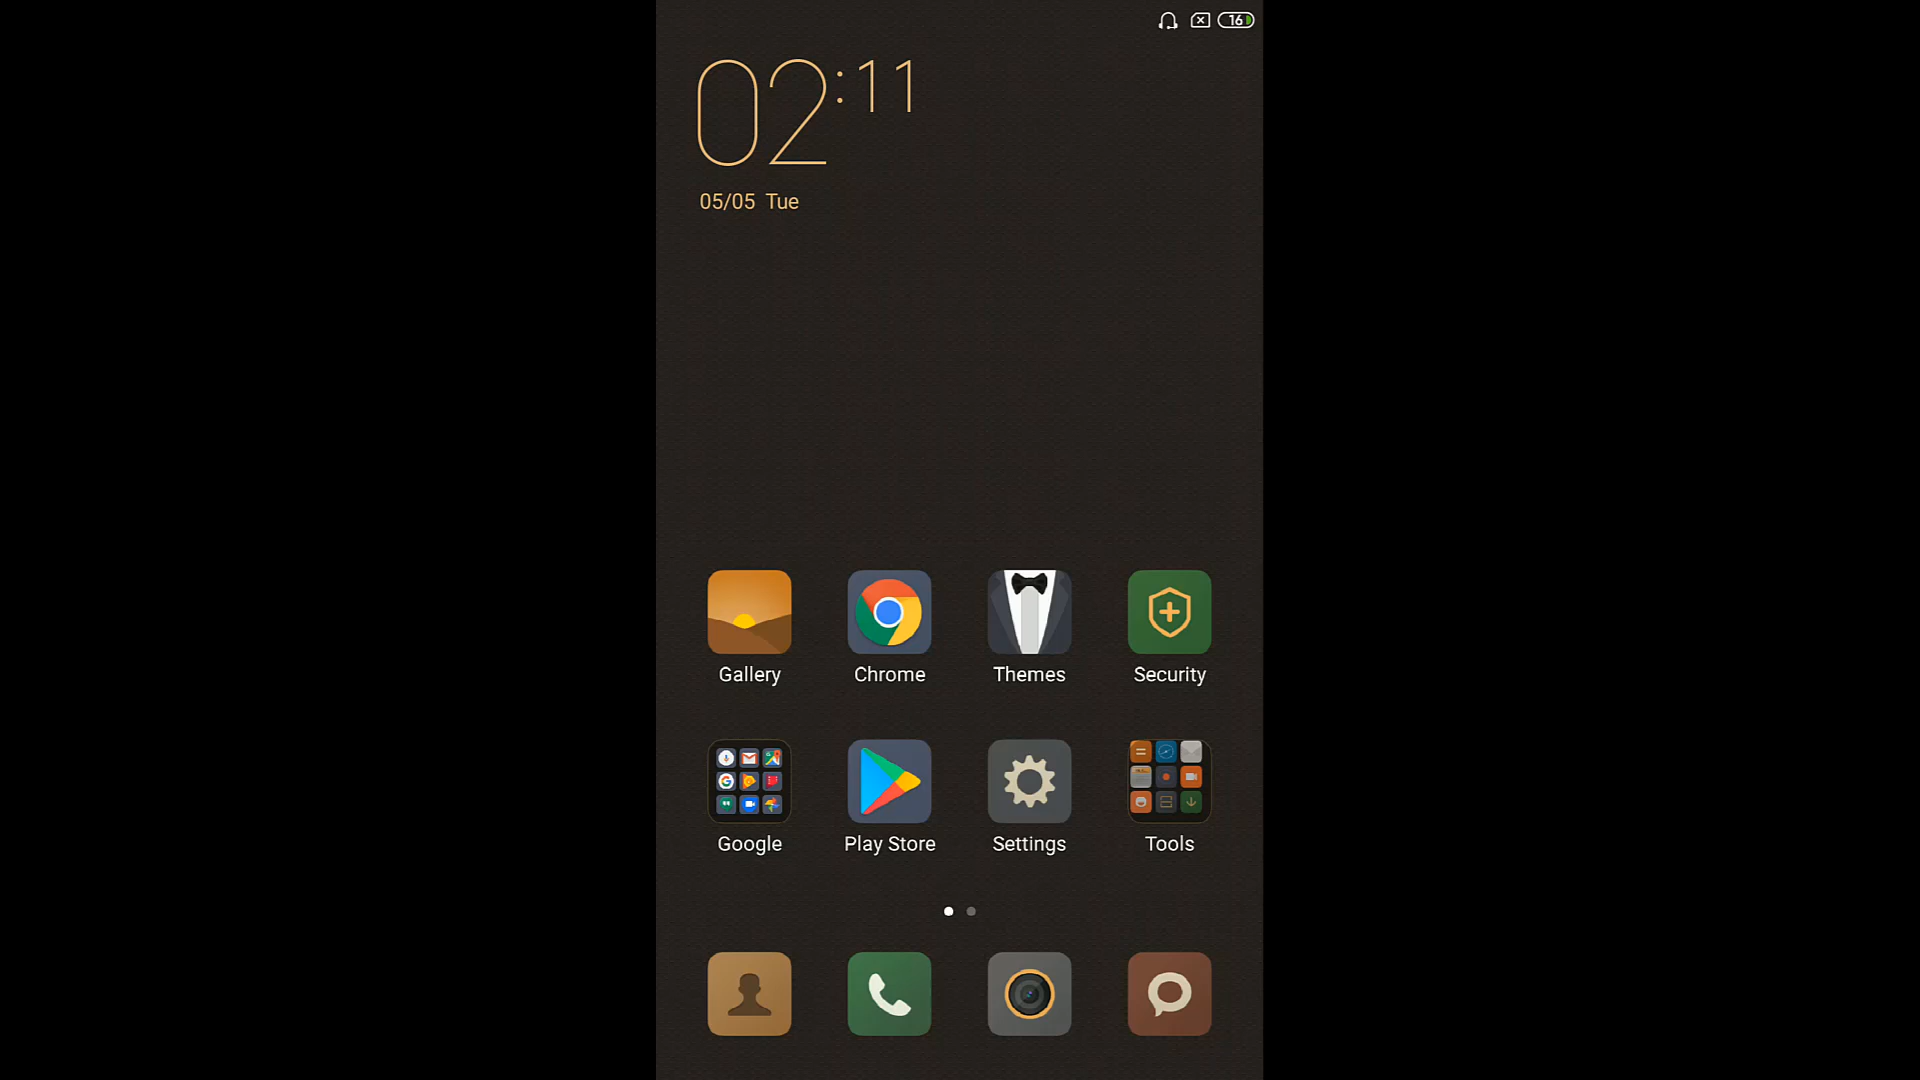 16
02:11
05/05 Tue
Gallery
Chrome
Themes
Security
Google
Play Store
Settings
Tools